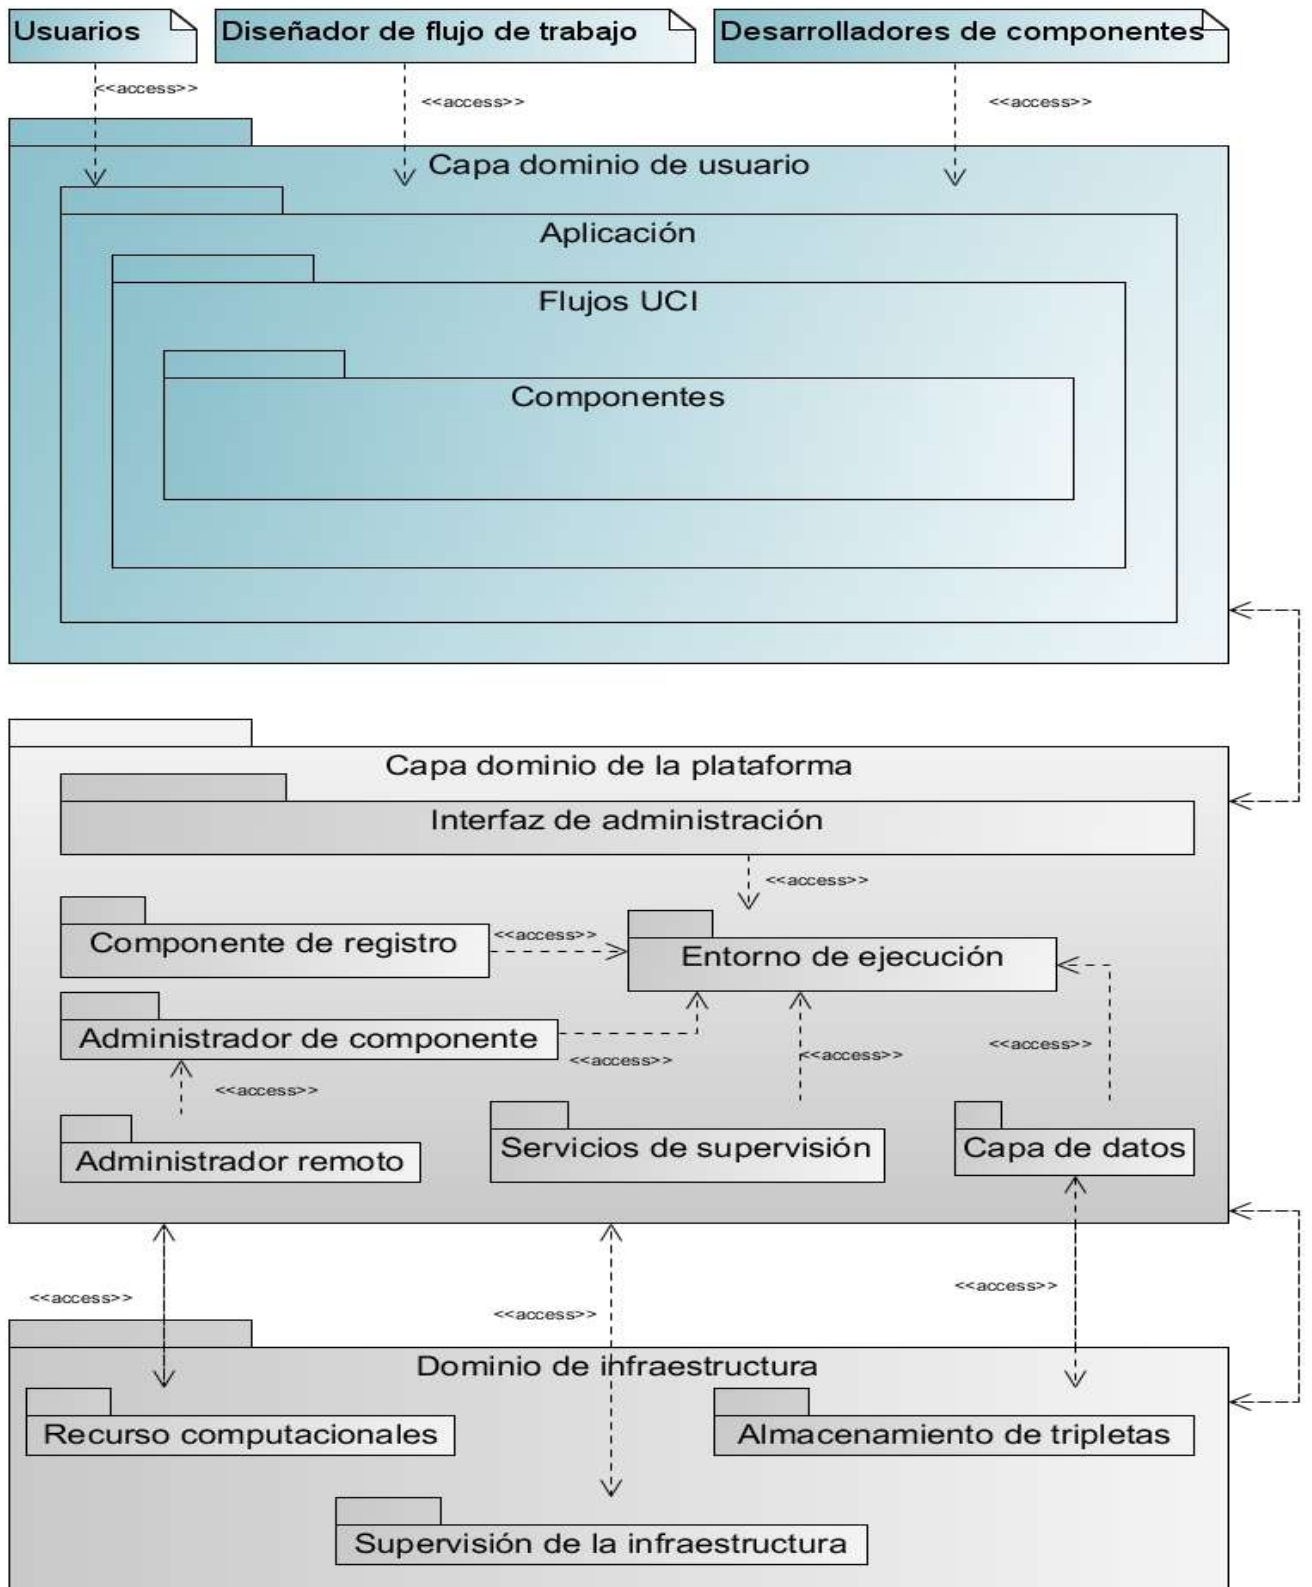 Usuarios
Diseñador de flujo de trabajo
Desarrolladores de componentes
<<access>>
<<access>>
<<access>>
Capa dominio de usuario
Aplicación
Flujos UCI
Componentes
Capa dominio de la plataforma
Interfaz de administración
<<access>>
Componente de registro
<<access>>
Entorno de ejecución
Administrador de componente
<<access>>
<<access>>
<<access>>
<<access>>
Administrador remoto
Servicios de supervisión
Capa de datos
<<access>>
<<access>>
<<access>>
Dominio de infraestructura
Recurso computacionales
Almacenamiento de tripletas
Supervisión de la infraestructura